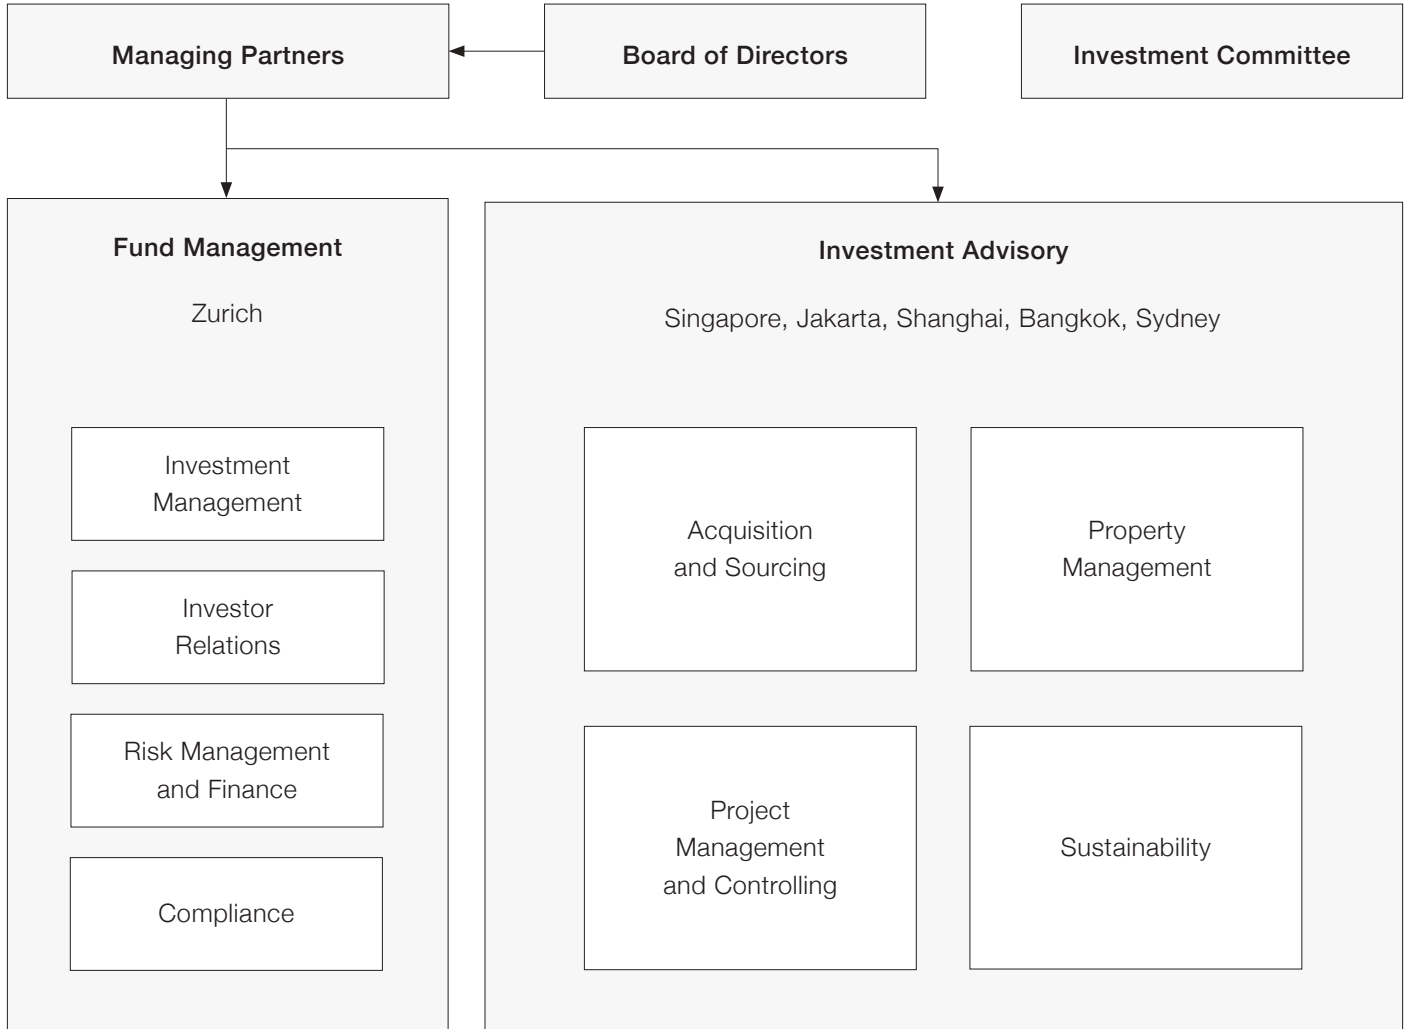 Managing Partners
Board of Directors
Investment Committee
Fund Management
Zurich
Investment
Management
Investor
Relations
Risk Management
and Finance
Compliance
Investment Advisory
Singapore, Jakarta, Shanghai, Bangkok, Sydney
Acquisition
and Sourcing
Property
Management
Project
Management
and Controlling
Sustainability